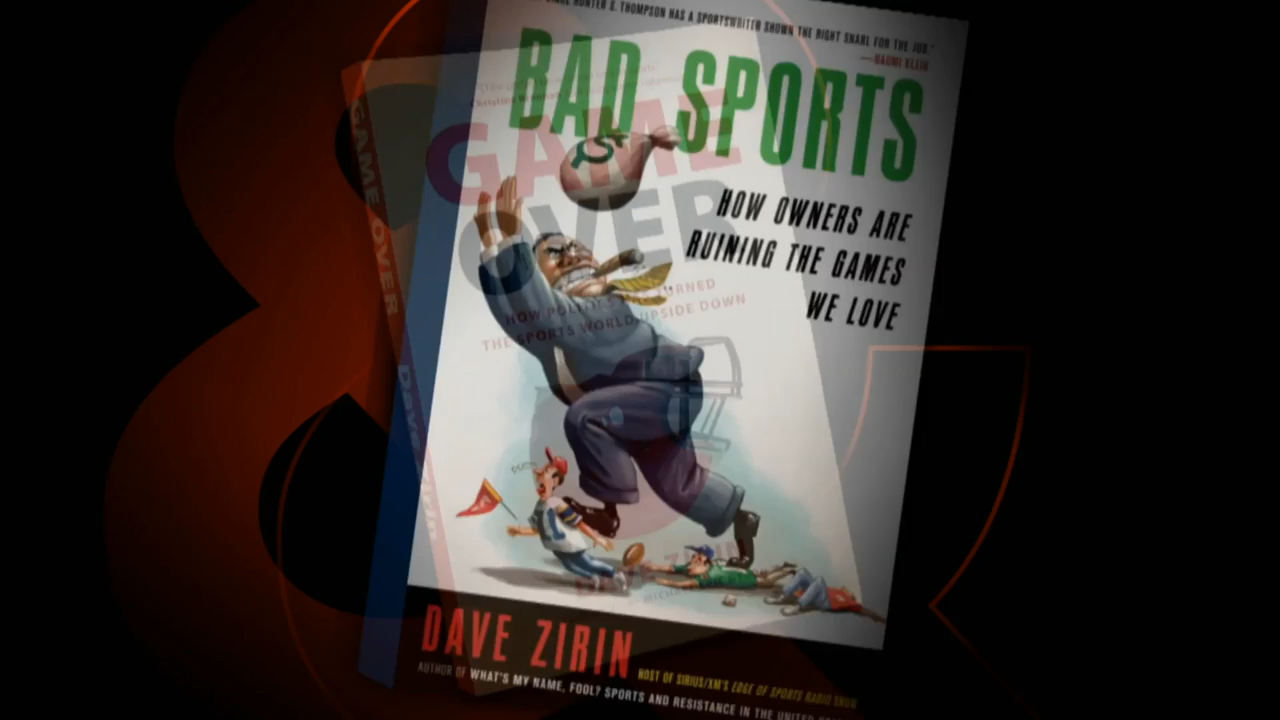 HUNTER S. THOMPSON HAS A SPORTSWRITER SHOWN THE RIGHT SNARL FOR THE JOB."
—NAOMI KLEIN
BAD SPORTS
HOW OWNERS ARE
RUINING THE GAMES
WE LOVE
GAME
OVER
HOW
TURNED
THE SPORTS WORLD UPSIDE DOWN
GAME OVER
DAVE ZIRIN
HOST OF SIRIUS/XM'S EDGE OF SPORTS RADIO SHOW
AUTHOR OF WHAT'S MY NAME, FOOL? SPORTS AND RESISTANCE IN THE UNITED